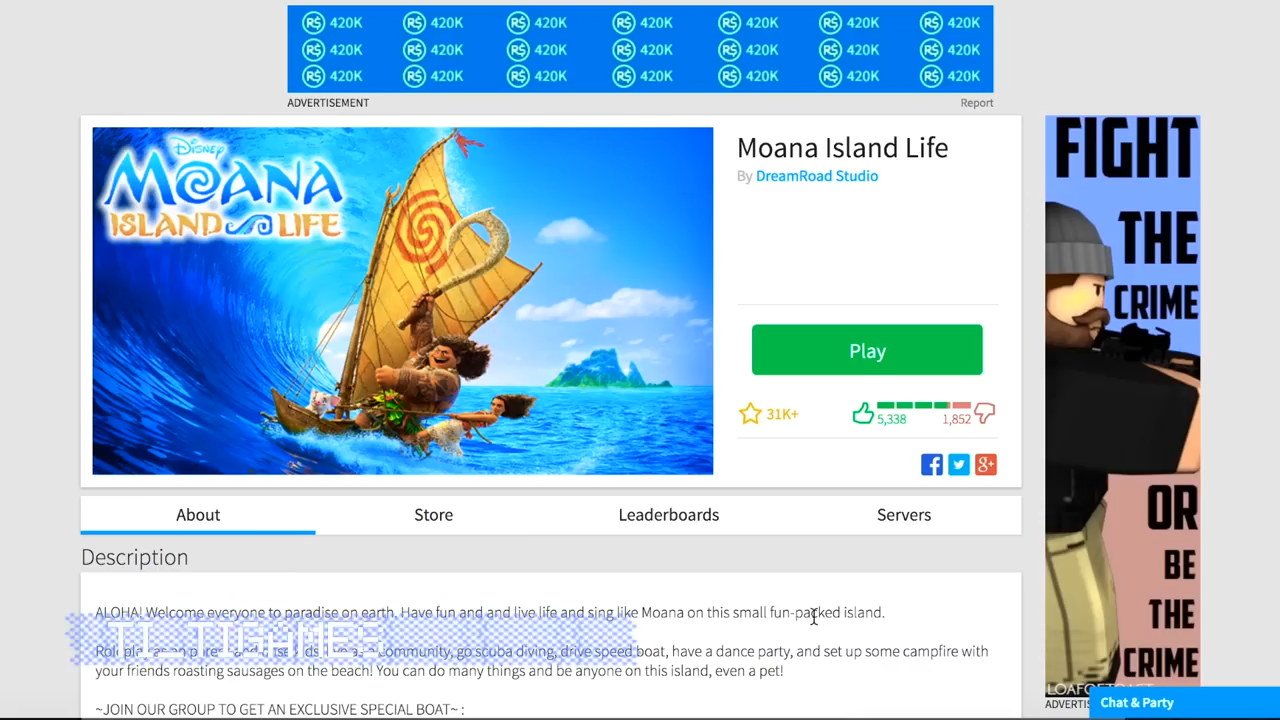 R$ 420K R$ 420K R$ 420K R$ 420K R$ 420K R$ 420K R$ 420K
R$ 420K R$ 420K R$ 420K R$ 420K R$ 420K R$ 420K R$ 420K
R$ 420K R$ 420K R$ 420K R$ 420K R$ 420K R$ 420K R$ 420K
ADVERTISEMENT Report
Disney
MOANA
ISLAND LIFE
Moana Island Life
By DreamRoad Studio
Play
31K+ 5,338 1,852
f g+
About Store Leaderboards Servers
Description
ALOHA! Welcome everyone to paradise on earth. Have fun and and live life and sing like Moana on this small fun-packed island.
community, go scuba diving, drive speed boat, have a dance party, and set up some campfire with
your friends roasting sausages on the beach! You can do many things and be anyone on this island, even a pet!
~JOIN OUR GROUP TO GET AN EXCLUSIVE SPECIAL BOAT~ :
FIGHT
THE
CRIME
OR
BE
THE
CRIME
Chat & Party